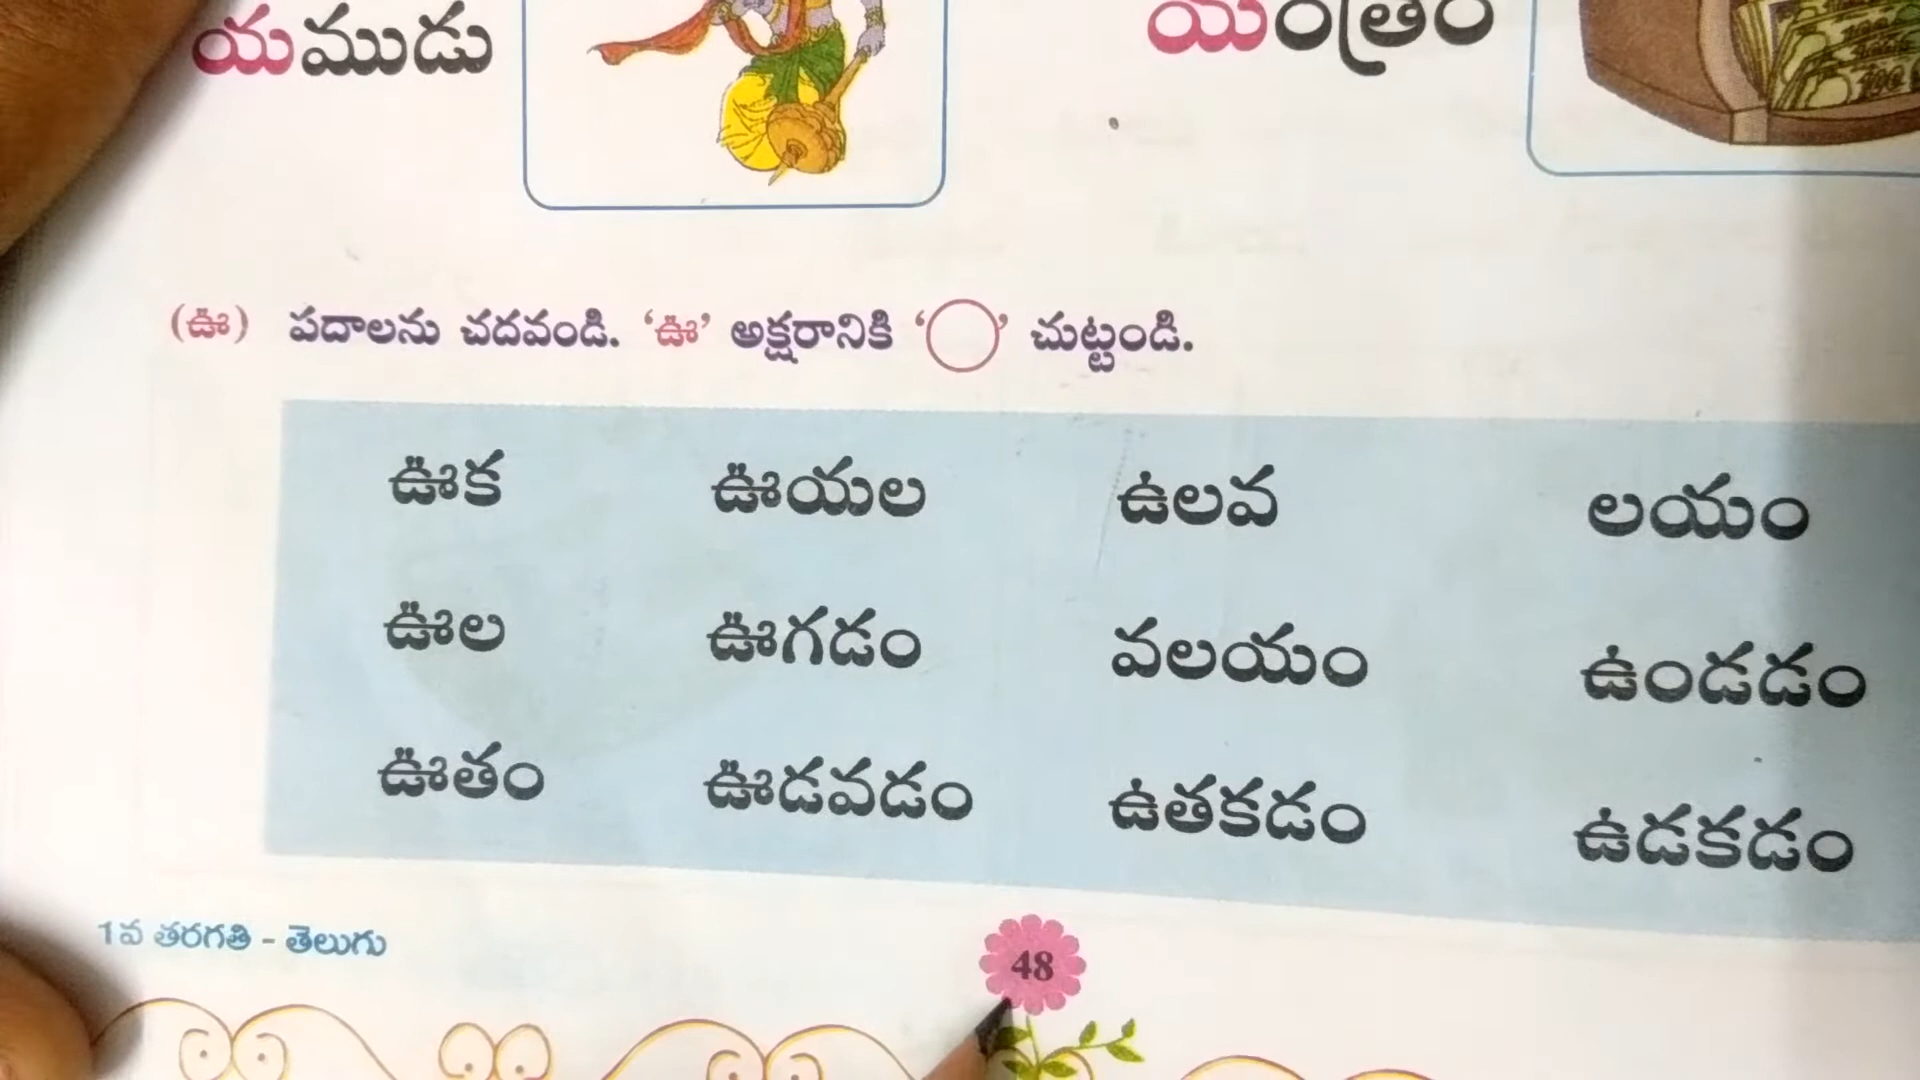 యముడు యంత్రం
(ఊ) పదాలను చదవండి. ‘ఊ’ అక్షరానికి ‘◯’ చుట్టండి.
ఊక ఊయల ఉలవ లయం
ఊల ఊగడం వలయం ఉండడం
ఊతం ఊడవడం ఉతకడం ఉడకడం
1వ తరగతి - తెలుగు
48